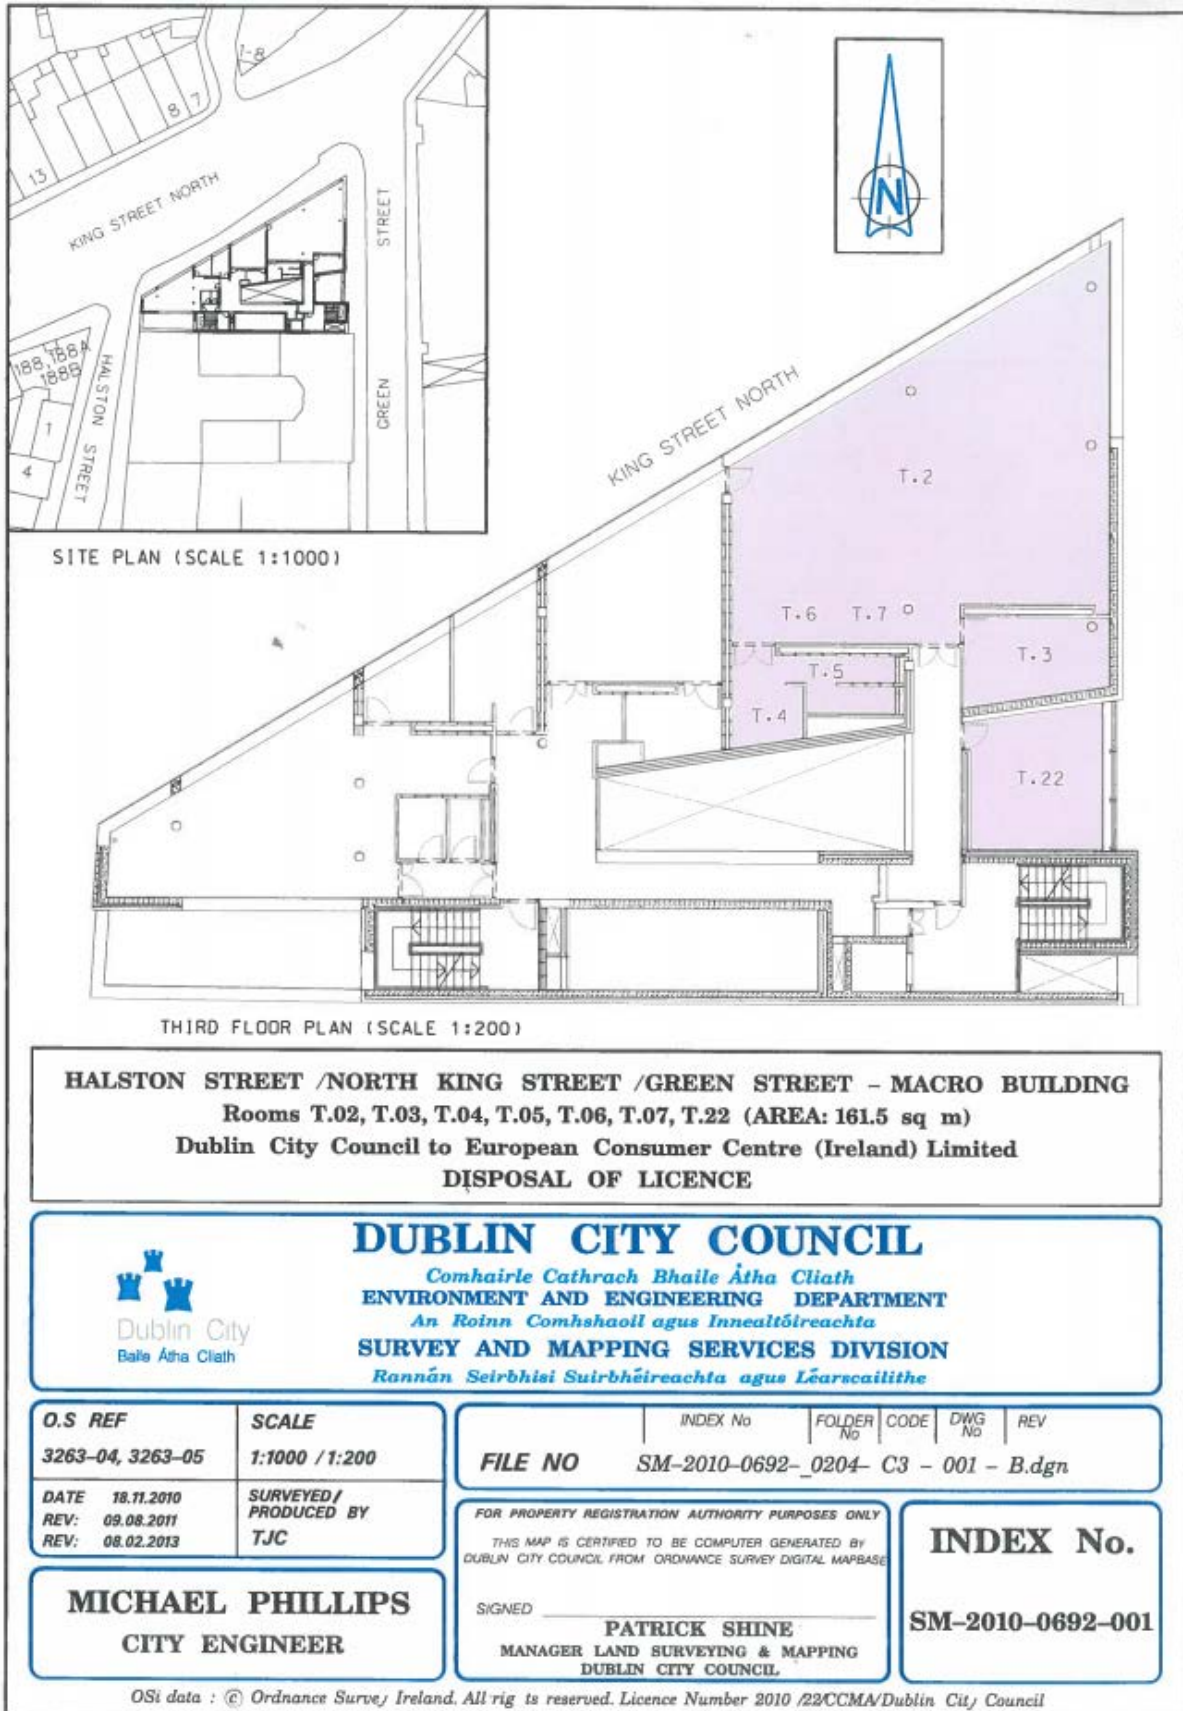 1-8
8 7
13
KING STREET NORTH
STREET
GREEN
188, 188A
188B
HALSTON STREET
1
4
SITE PLAN (SCALE 1:1000)
N
KING STREET NORTH
T.2
T.6 T.7
T.3
T.5
T.4
T.22
THIRD FLOOR PLAN (SCALE 1:200)
HALSTON STREET /NORTH KING STREET /GREEN STREET - MACRO BUILDING
Rooms T.02, T.03, T.04, T.05, T.06, T.07, T.22 (AREA: 161.5 sq m)
Dublin City Council to European Consumer Centre (Ireland) Limited
DISPOSAL OF LICENCE
DUBLIN CITY COUNCIL
Comhairle Cathrach Bhaile Átha Cliath
ENVIRONMENT AND ENGINEERING DEPARTMENT
An Roinn Comhshaoil agus Innealtóireachta
SURVEY AND MAPPING SERVICES DIVISION
Rannán Seirbhísí Suirbhéireachta agus Léarscailithe
Dublin City
Baile Átha Cliath
O.S REF
3263-04, 3263-05
SCALE
1:1000 / 1:200
DATE 18.11.2010
REV: 09.08.2011
REV: 08.02.2013
SURVEYED/
PRODUCED BY
TJC
INDEX No FOLDER No CODE DWG No REV
FILE NO SM-2010-0692-_0204- C3 - 001 - B.dgn
MICHAEL PHILLIPS
CITY ENGINEER
FOR PROPERTY REGISTRATION AUTHORITY PURPOSES ONLY
THIS MAP IS CERTIFIED TO BE COMPUTER GENERATED BY
DUBLIN CITY COUNCIL FROM ORDNANCE SURVEY DIGITAL MAPBASE
SIGNED
PATRICK SHINE
MANAGER LAND SURVEYING & MAPPING
DUBLIN CITY COUNCIL
INDEX No.
SM-2010-0692-001
OSi data : © Ordnance Survey Ireland. All rig ts reserved. Licence Number 2010 /22/CCMA/Dublin City Council